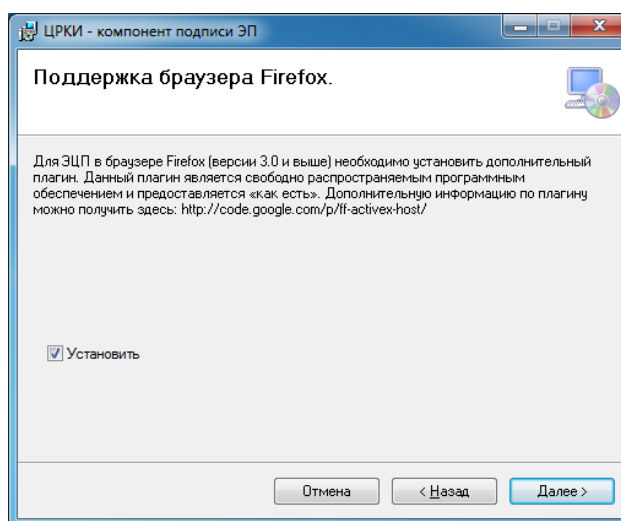 ЦРКИ - компонент подписи ЭП
Поддержка браузера Firefox.
Для ЭЦП в браузере Firefox (версии 3.0 и выше) необходимо установить дополнительный
плагин. Данный плагин является свободно распространяемым программным
обеспечением и предоставляется «как есть». Дополнительную информацию по плагину
можно получить здесь: http://code.google.com/p/ff-activex-host/
Установить
Отмена
< Назад
Далее >